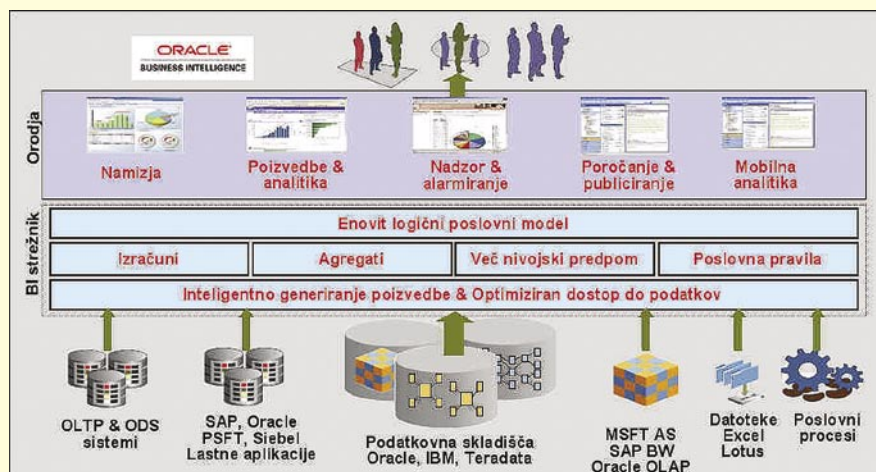 ORACLE
BUSINESS INTELLIGENCE
Orodja
Namizja
Poizvedbe &
analitika
Nadzor &
alarmiranje
Poročanje &
publiciranje
Mobilna
analitika
BI strežnik
Enovit logični poslovni model
Izračuni
Agregati
Več nivojski predpom
Poslovna pravila
Inteligentno generiranje poizvedbe & Optimiziran dostop do podatkov
OLTP & ODS
sistemi
SAP, Oracle
PSFT, Siebel
Lastne aplikacije
Podatkovna skladišča
Oracle, IBM, Teradata
MSFT AS
SAP BW
Oracle OLAP
Datoteke
Excel
Lotus
Poslovni
procesi